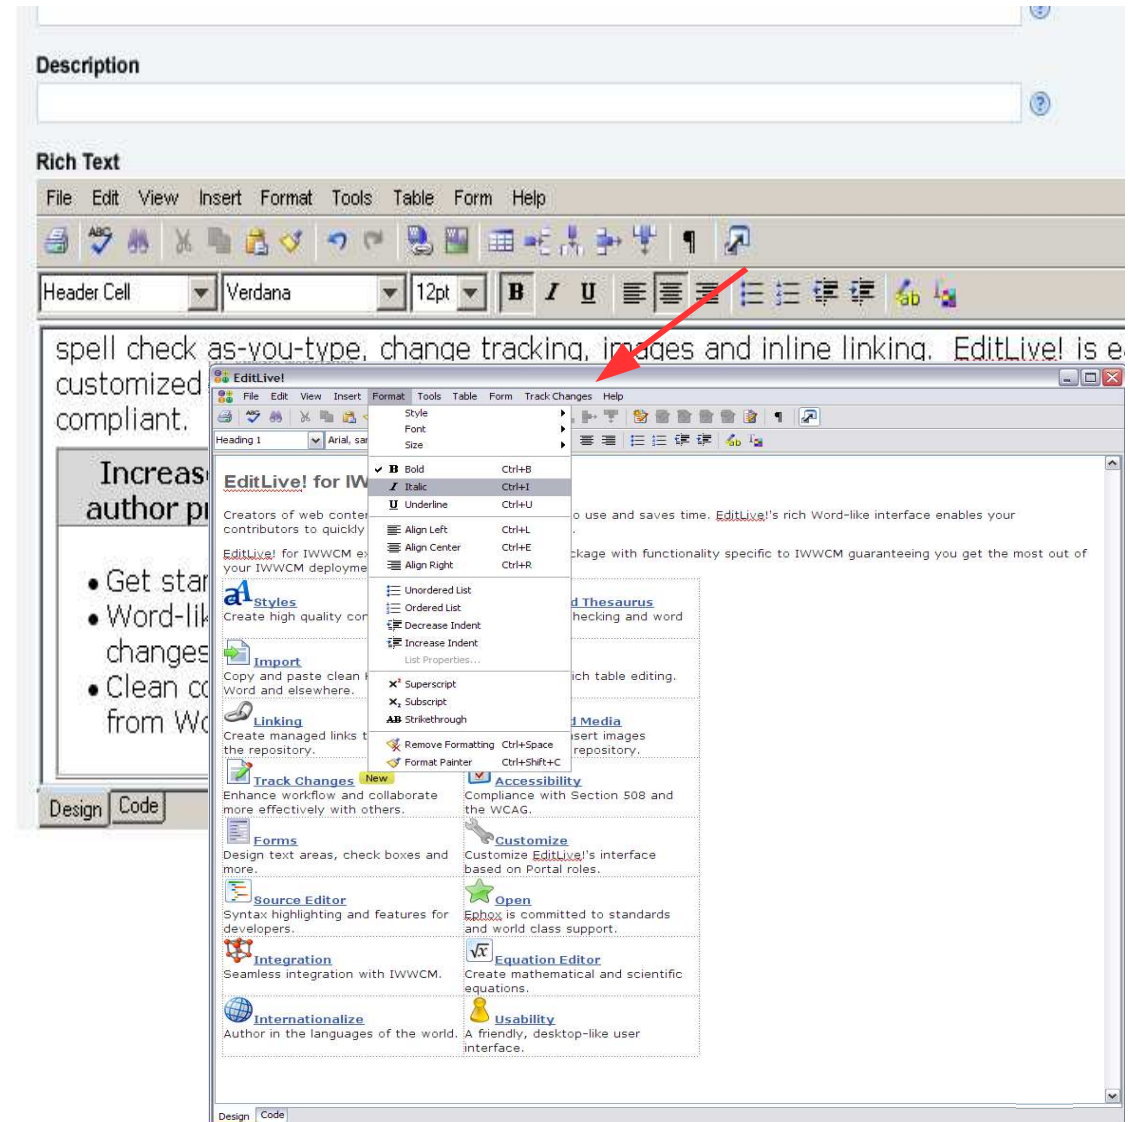 Description
Rich Text
File Edit View Insert Format Tools Table Form Help
ABC
Header Cell Verdana 12pt B I U ab
spell check as-you-type, change tracking, images and inline linking. EditLive! is e
customized
compliant.
Increas
author p
Get star
Word-lik
changes
Clean co
from Wo
Design Code
EditLive!
File Edit View Insert Format Tools Table Form Track Changes Help
Heading 1 Arial, sar
Style
Font
Size
B Bold Ctrl+B
I Italic Ctrl+I
U Underline Ctrl+U
Align Left Ctrl+L
Align Center Ctrl+E
Align Right Ctrl+R
Unordered List
Ordered List
Decrease Indent
Increase Indent
List Properties...
Superscript
Subscript
AB Strikethrough
Remove Formatting Ctrl+Space
Format Painter Ctrl+Shift+C
EditLive! for IW
Creators of web conter o use and saves time. EditLive!'s rich Word-like interface enables your
contributors to quickly .
EditLive! for IWWCM ex ckage with functionality specific to IWWCM guaranteeing you get the most out of
your IWWCM deployme
Styles d Thesaurus
Create high quality cor hecking and word
Import
Copy and paste clean ich table editing.
Word and elsewhere.
Linking d Media
Create managed links t nsert images
the repository. repository.
Track Changes New Accessibility
Enhance workflow and collaborate Compliance with Section 508 and
more effectively with others. the WCAG.
Forms Customize
Design text areas, check boxes and Customize EditLive!'s interface
more. based on Portal roles.
Source Editor Open
Syntax highlighting and features for Ephox is committed to standards
developers. and world class support.
Integration Equation Editor
Seamless integration with IWWCM. Create mathematical and scientific
equations.
Internationalize Usability
Author in the languages of the world. A friendly, desktop-like user
interface.
Design Code